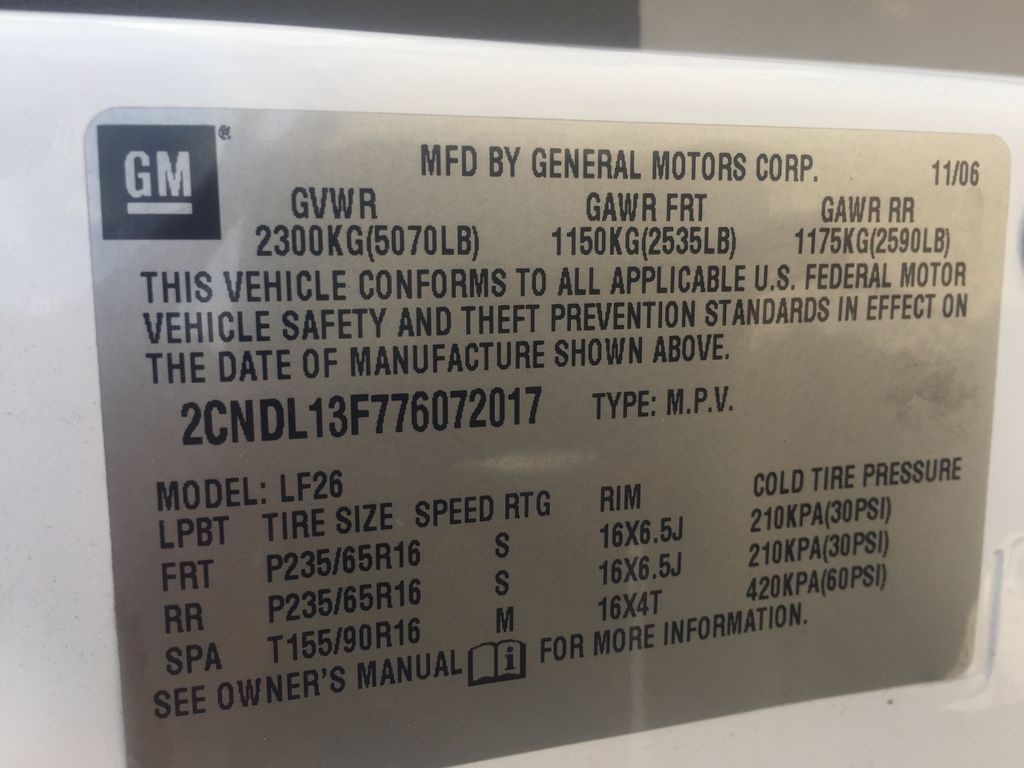 GM ®
MFD BY GENERAL MOTORS CORP. 11/06
GVWR GAWR FRT GAWR RR
2300KG(5070LB) 1150KG(2535LB) 1175KG(2590LB)
THIS VEHICLE CONFORMS TO ALL APPLICABLE U.S. FEDERAL MOTOR
VEHICLE SAFETY AND THEFT PREVENTION STANDARDS IN EFFECT ON
THE DATE OF MANUFACTURE SHOWN ABOVE.
2CNDL13F776072017 TYPE: M.P.V.
MODEL: LF26
LPBT TIRE SIZE SPEED RTG RIM COLD TIRE PRESSURE
FRT P235/65R16 S 16X6.5J 210KPA(30PSI)
RR P235/65R16 S 16X6.5J 210KPA(30PSI)
SPA T155/90R16 M 16X4T 420KPA(60PSI)
SEE OWNER'S MANUAL i FOR MORE INFORMATION.